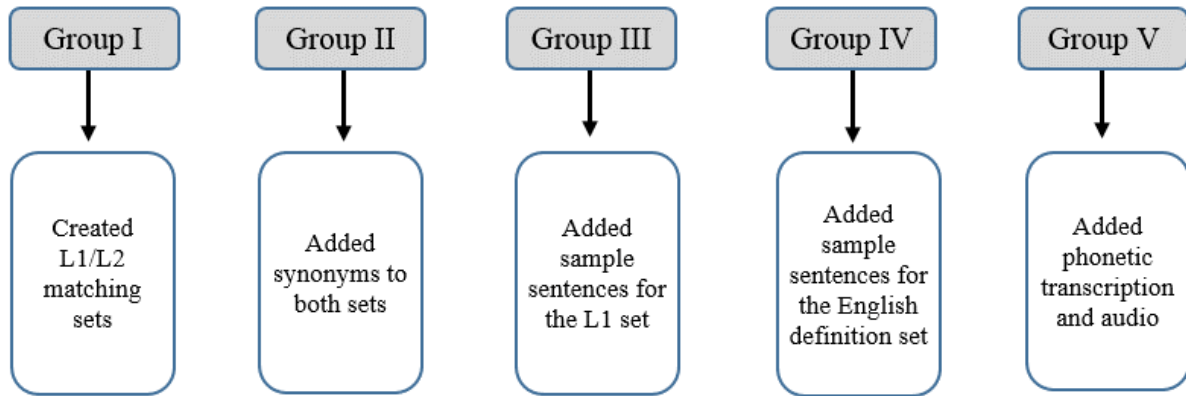 Group I
Group II
Group III
Group IV
Group V
Created
L1/L2
matching
sets
Added
synonyms to
both sets
Added
sample
sentences for
the L1 set
Added
sample
sentences for
the English
definition set
Added
phonetic
transcription
and audio